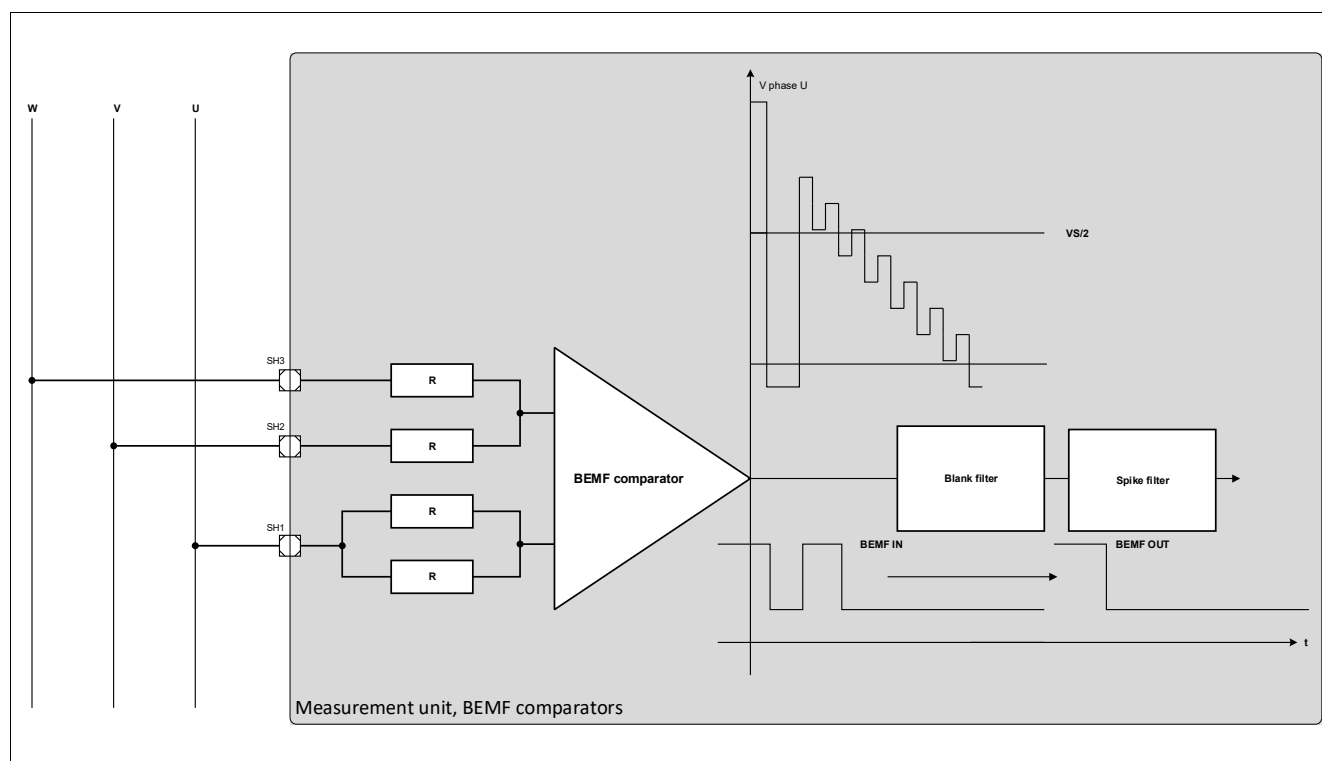 V phase U
W
V
U
VS/2
SH3
R
SH2
R
BEMF comparator
Blank filter
Spike filter
R
SH1
BEMF IN
BEMF OUT
R
t
Measurement unit, BEMF comparators